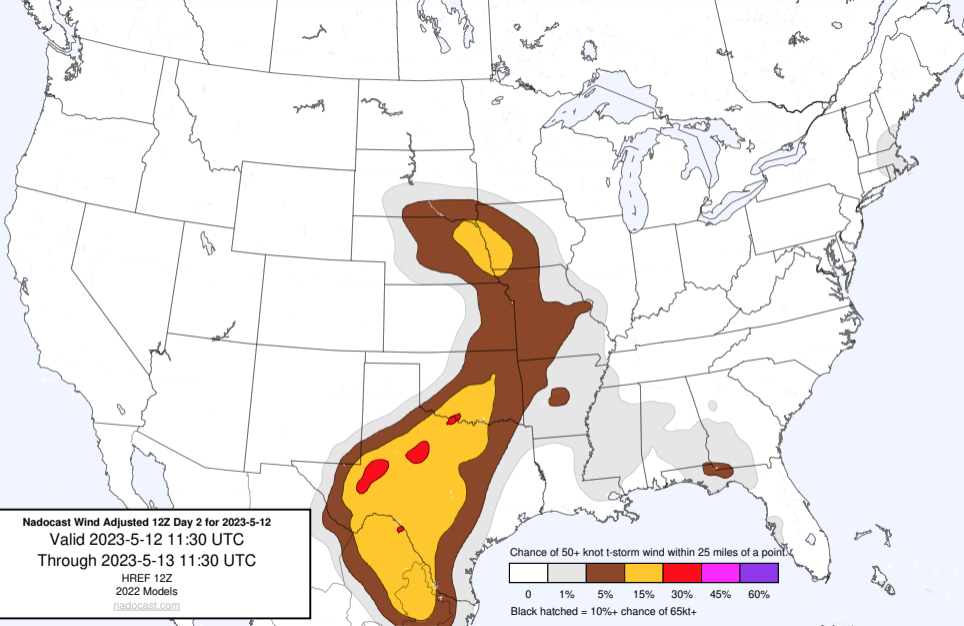 Nadocast Wind Adjusted 12Z Day 2 for 2023-5-12
Valid 2023-5-12 11:30 UTC
Through 2023-5-13 11:30 UTC
HREF 12Z
2022 Models
nadocast.com
Chance of 50+ knot t-storm wind within 25 miles of a point.
0 1% 5% 15% 30% 45% 60%
Black hatched = 10%+ chance of 65kt+